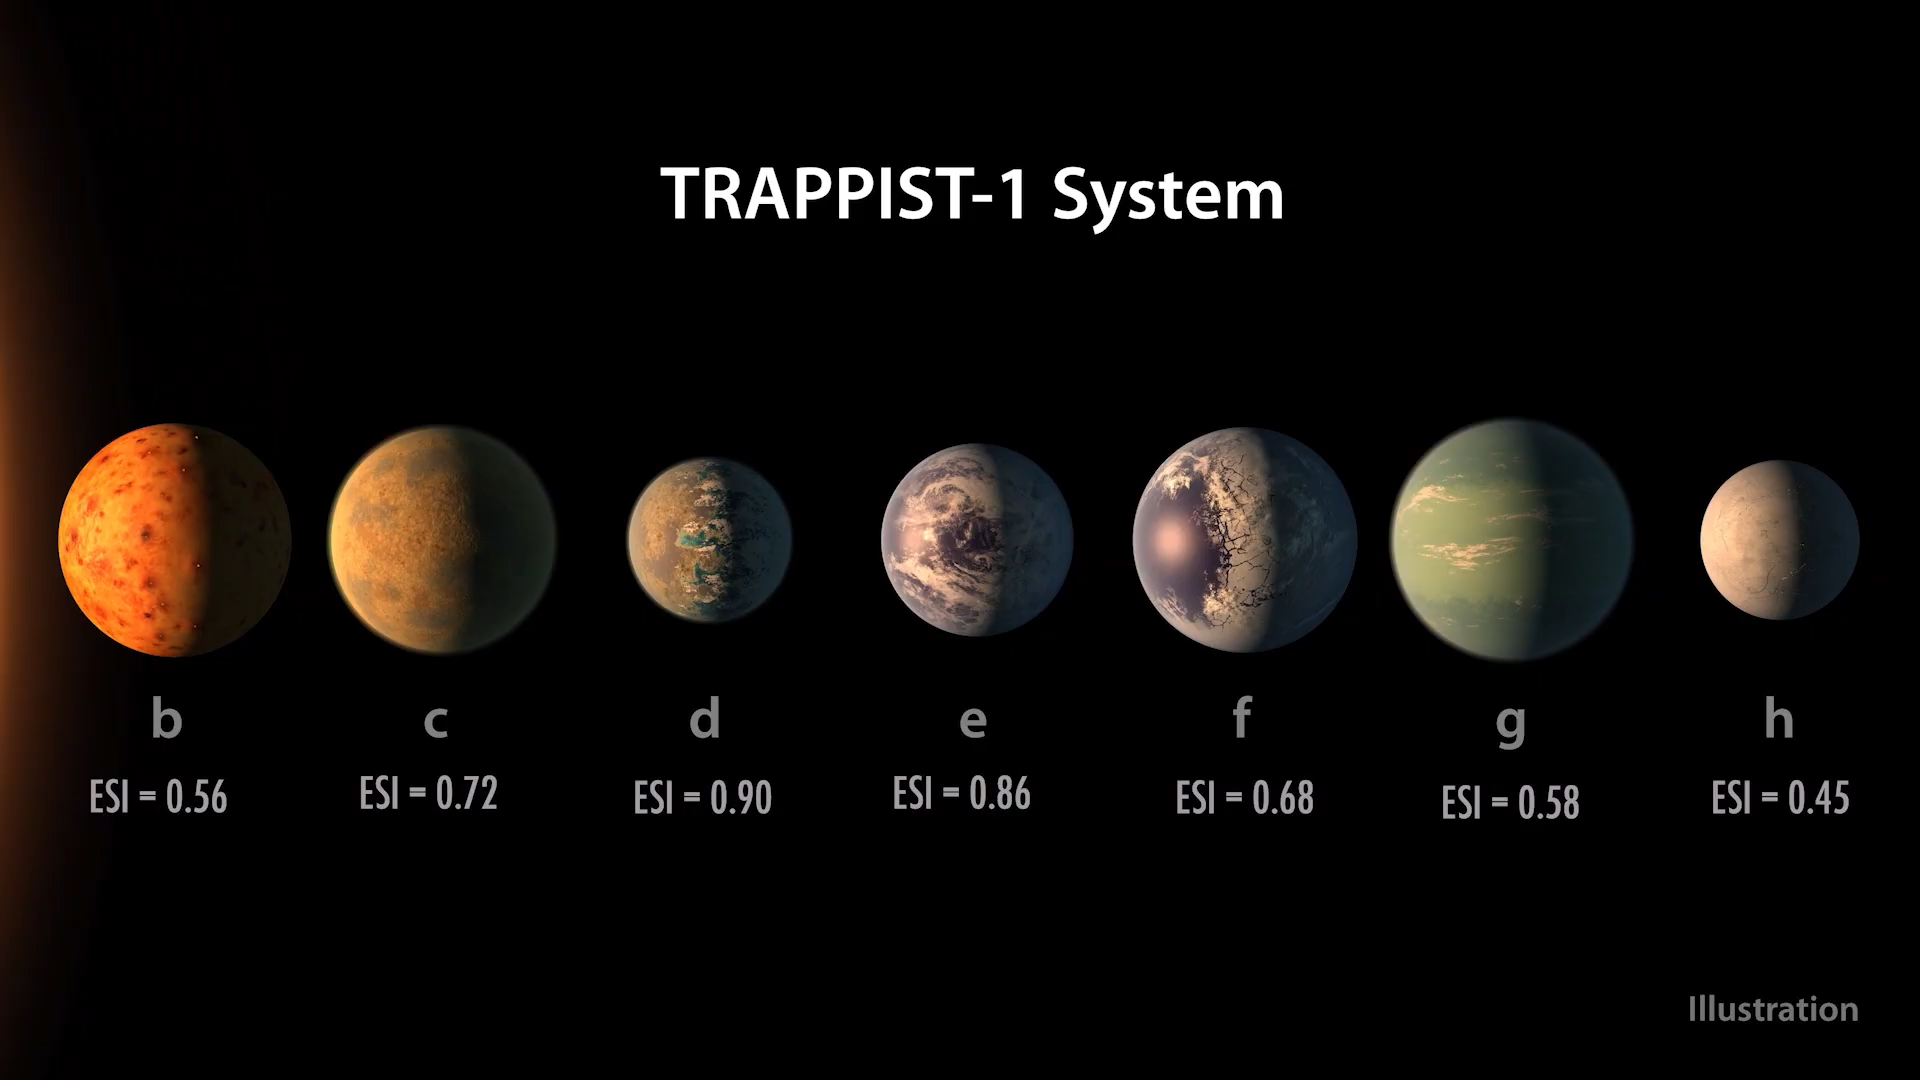 TRAPPIST-1 System
b c d e f g h
ESI = 0.56 ESI = 0.72 ESI = 0.90 ESI = 0.86 ESI = 0.68 ESI = 0.58 ESI = 0.45
Illustration